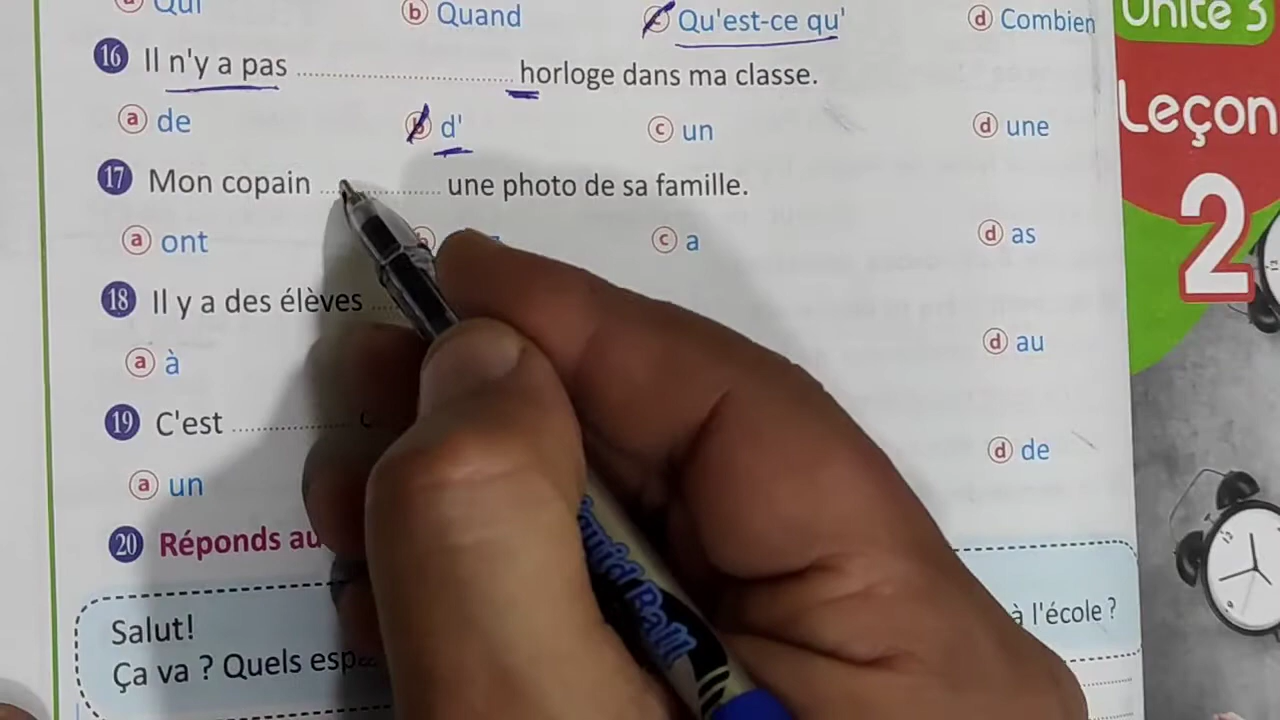 a Qui b Quand c Qu'est-ce qu' d Combien
16 Il n'y a pas ........................ horloge dans ma classe.
a de b d' c un d une
17 Mon copain ............... une photo de sa famille.
a ont c a d as
18 Il y a des élèves ....
a à d au
19 C'est ...............
a un d de
20 Réponds au
Salut!
Ça va ? Quels esp
à l'école ?
Unité 3
Leçon
2
Liquid Ball